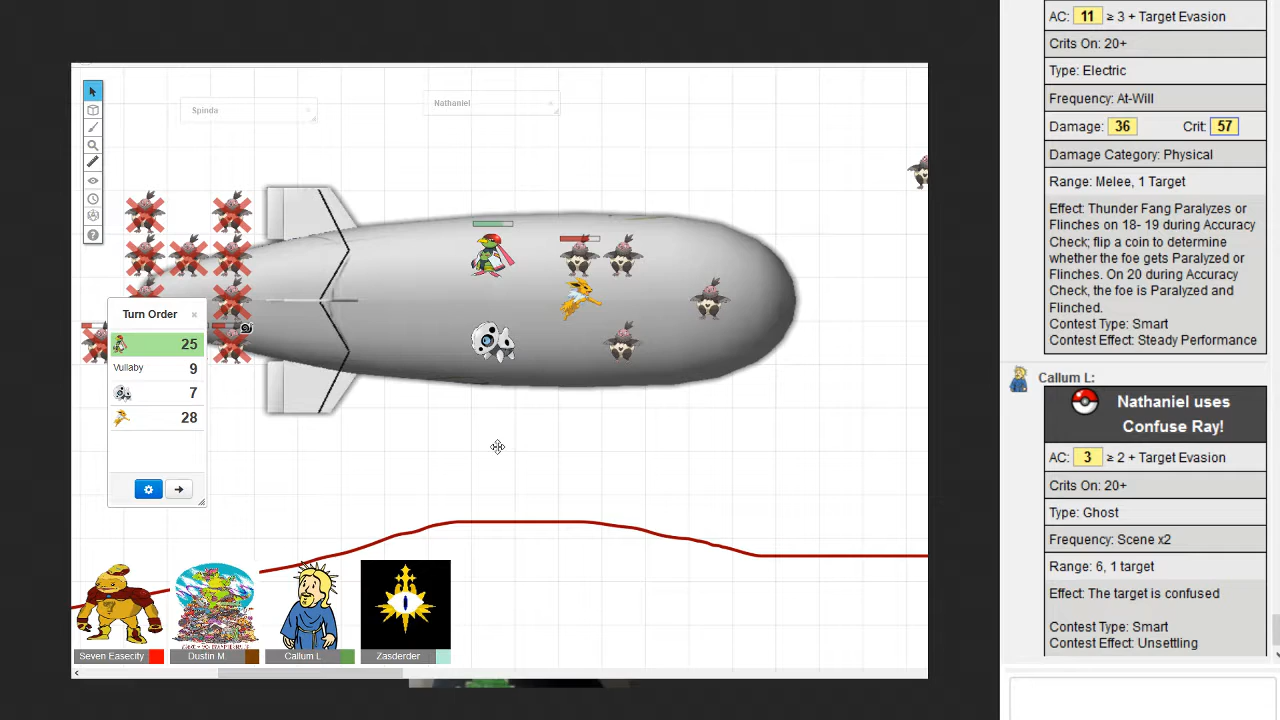 Spinda
Nathaniel
Turn Order
25
Vullaby 9
7
28
Seven Easecity
Dustin M.
Callum L
Zasderder
AC: 11 ≥ 3 + Target Evasion
Crits On: 20+
Type: Electric
Frequency: At-Will
Damage: 36 Crit: 57
Damage Category: Physical
Range: Melee, 1 Target
Effect: Thunder Fang Paralyzes or
Flinches on 18- 19 during Accuracy
Check; flip a coin to determine
whether the foe gets Paralyzed or
Flinches. On 20 during Accuracy
Check, the foe is Paralyzed and
Flinched.
Contest Type: Smart
Contest Effect: Steady Performance
Callum L:
Nathaniel uses
Confuse Ray!
AC: 3 ≥ 2 + Target Evasion
Crits On: 20+
Type: Ghost
Frequency: Scene x2
Range: 6, 1 target
Effect: The target is confused
Contest Type: Smart
Contest Effect: Unsettling